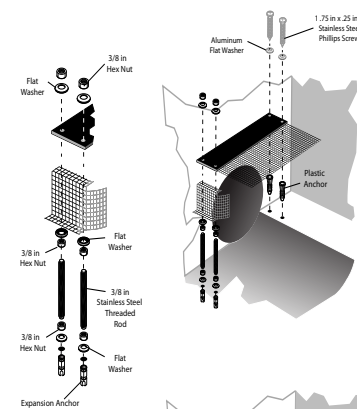 3/8 in
Hex Nut
Flat
Washer
Flat
Washer
3/8 in
Hex Nut
3/8 in
Stainless Steel
Threaded
Rod
3/8 in
Hex Nut
Flat
Washer
Expansion Anchor
1 .75 in x .25 in
Stainless Stee
Phillips Screw
Aluminum
Flat Washer
Plastic
Anchor